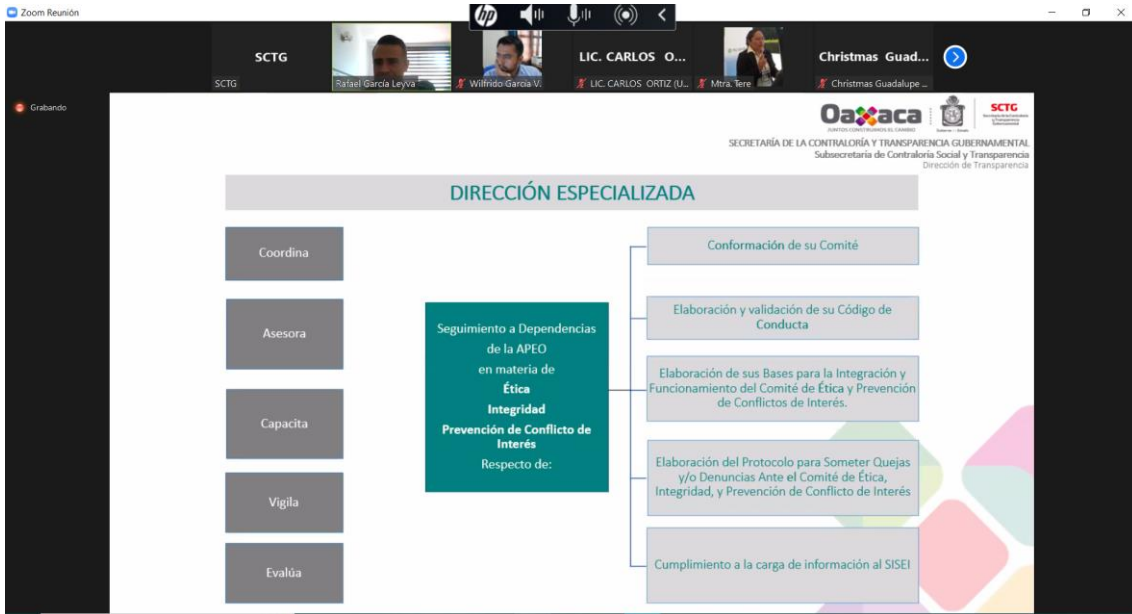 Zoom Reunión
hp
SCTG
LIC. CARLOS O...
Christmas Guad...
SCTG
Rafael García Leyva
Wilfrido García V.
LIC. CARLOS ORTIZ (U...
Mtra. Tere
Christmas Guadalupe ...
Grabando
Oaxaca
JUNTOS CONSTRUIMOS EL CAMBIO
SCTG
SECRETARÍA DE LA CONTRALORÍA Y TRANSPARENCIA GUBERNAMENTAL
Subsecretaría de Contraloría Social y Transparencia
Dirección de Transparencia
DIRECCIÓN ESPECIALIZADA
Coordina
Asesora
Capacita
Vigila
Evalúa
Seguimiento a Dependencias
de la APEO
en materia de
Ética
Integridad
Prevención de Conflicto de
Interés
Respecto de:
Conformación de su Comité
Elaboración y validación de su Código de
Conducta
Elaboración de sus Bases para la Integración y
Funcionamiento del Comité de Ética y Prevención
de Conflictos de Interés.
Elaboración del Protocolo para Someter Quejas
y/o Denuncias Ante el Comité de Ética,
Integridad, y Prevención de Conflicto de Interés
Cumplimiento a la carga de información al SISEI